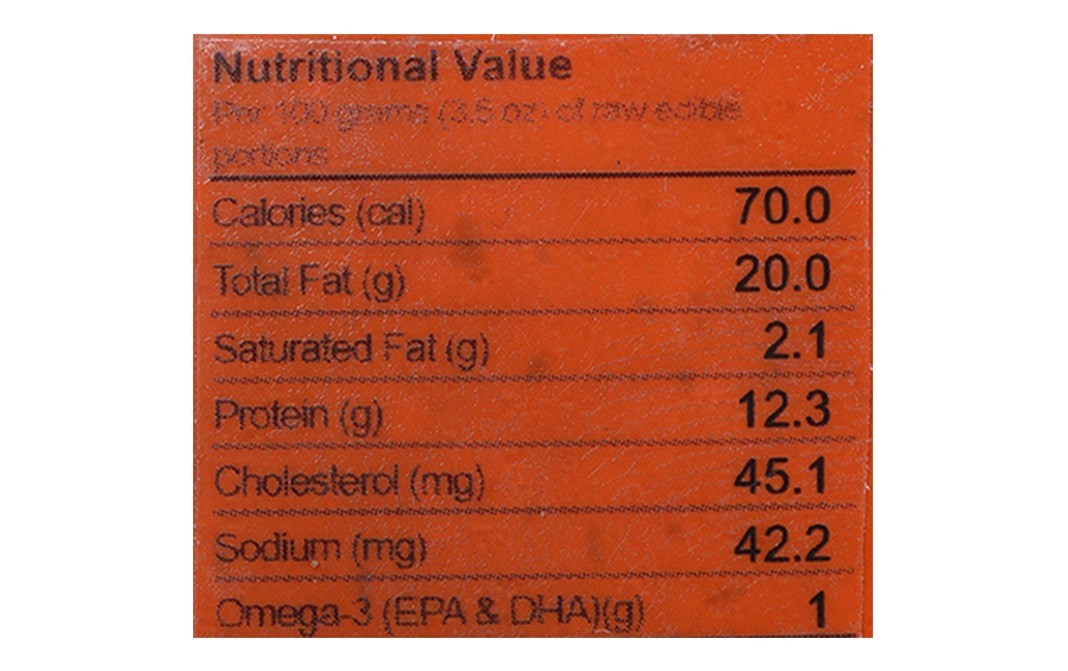 Nutritional Value
Per 100 grams (3.5 oz) of raw edible
portions
Calories (cal) 70.0
Total Fat (g) 20.0
Saturated Fat (g) 2.1
Protein (g) 12.3
Cholesterol (mg) 45.1
Sodium (mg) 42.2
Omega-3 (EPA & DHA)(g) 1